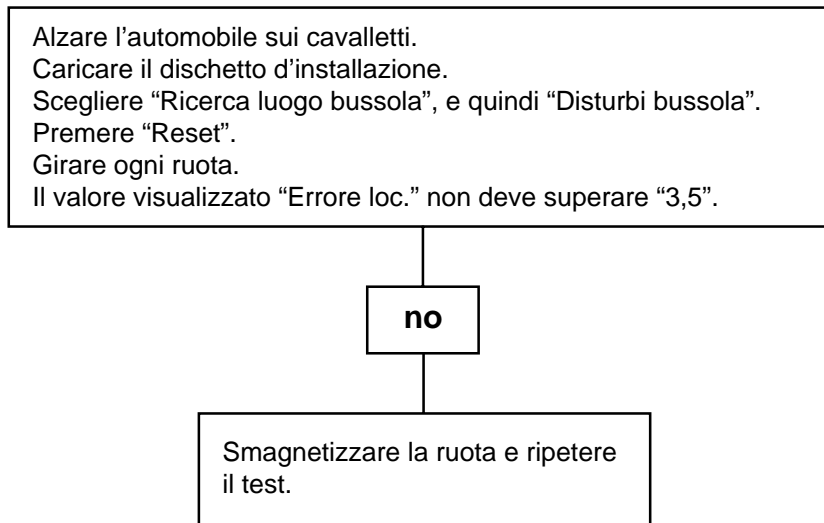 Alzare l’automobile sui cavalletti.
Caricare il dischetto d’installazione.
Scegliere “Ricerca luogo bussola”, e quindi “Disturbi bussola”.
Premere “Reset”.
Girare ogni ruota.
Il valore visualizzato “Errore loc.” non deve superare “3,5”.
no
Smagnetizzare la ruota e ripetere
il test.